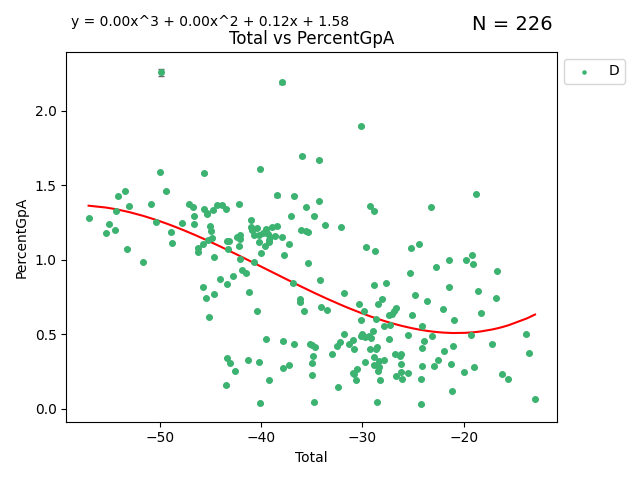 y = 0.00x^3 + 0.00x^2 + 0.12x + 1.58
N = 226
Total vs PercentGpA
D
PercentGpA
2.0
1.5
1.0
0.5
0.0
−50
−40
−30
−20
Total